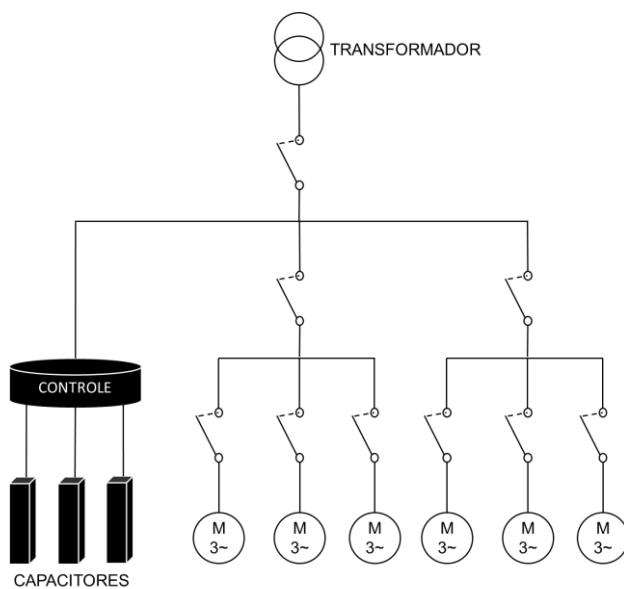 TRANSFORMADOR
CONTROLE
M
3~
M
3~
M
3~
M
3~
M
3~
M
3~
CAPACITORES